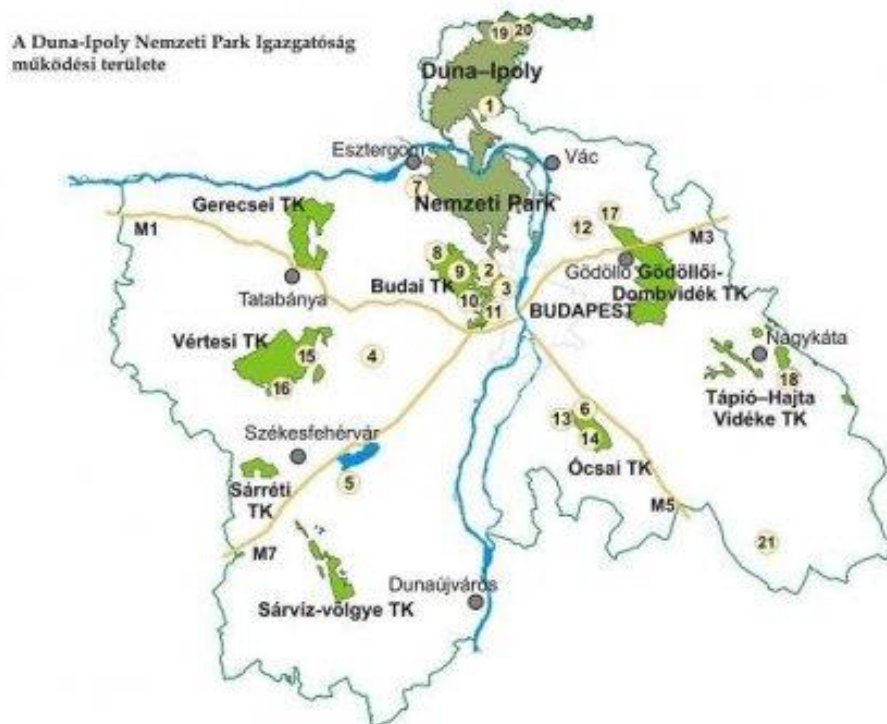 A Duna-Ipoly Nemzeti Park Igazgatóság
működési területe
19 20
Duna–Ipoly
1
Esztergom
Vác
7
Nemzeti Park
Gerecsei TK
M1
17
12
M3
8
9
2
Gödöllő Gödöllői-
Dombvidék TK
Budai TK
3
10
11
Tatabánya
BUDAPEST
Vértesi TK
15
4
16
Nagykáta
18
Tápió–Hajta
Vidéke TK
6
13
14
Ócsai TK
Székesfehérvár
5
Sárréti
TK
M5
M7
21
Dunaújváros
Sárvíz-völgye TK